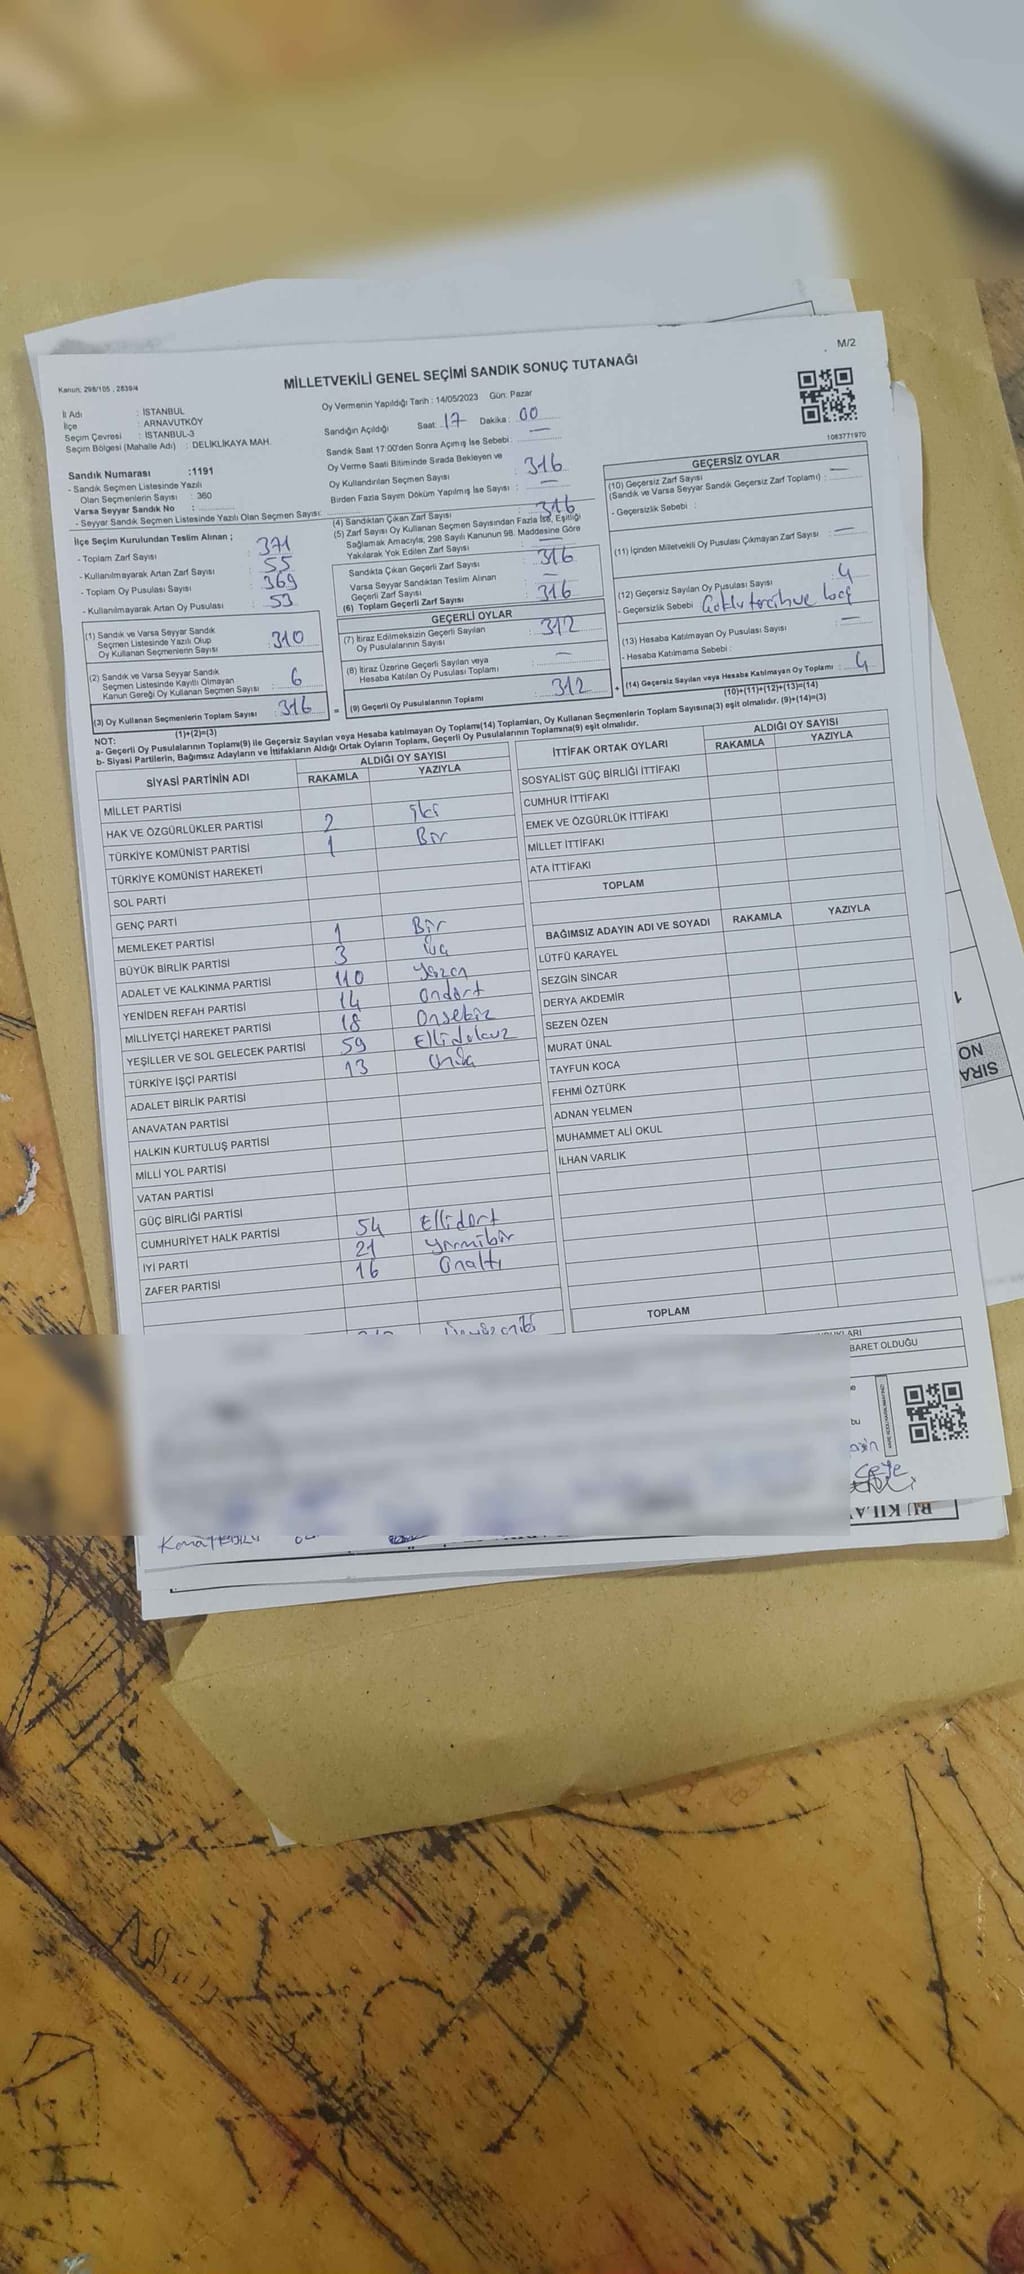 M/2
Kanun: 298/105 , 2839/4
MİLLETVEKİLİ GENEL SEÇİMİ SANDIK SONUÇ TUTANAĞI
İl Adı : İSTANBUL
İlçe : ARNAVUTKÖY
Seçim Çevresi : İSTANBUL-3
Seçim Bölgesi (Mahalle Adı) : DELİKLİKAYA MAH.
Sandık Numarası :1191
- Sandık Seçmen Listesinde Yazılı
Olan Seçmenlerin Sayısı : 360
Varsa Seyyar Sandık No :
- Seyyar Sandık Seçmen Listesinde Yazılı Olan Seçmen Sayısı:
İlçe Seçim Kurulundan Teslim Alınan ;
- Toplam Zarf Sayısı : 371
- Kullanılmayarak Artan Zarf Sayısı : 55
- Toplam Oy Pusulası Sayısı : 369
- Kullanılmayarak Artan Oy Pusulası : 53
(1) Sandık ve Varsa Seyyar Sandık
Seçmen Listesinde Yazılı Olup
Oy Kullanan Seçmenlerin Sayısı : 310
(2) Sandık ve Varsa Seyyar Sandık
Seçmen Listesinde Kayıtlı Olmayan
Kanun Gereği Oy Kullanan Seçmen Sayısı : 6
(3) Oy Kullanan Seçmenlerin Toplam Sayısı : 316
(1)+(2)=(3)
Oy Vermenin Yapıldığı Tarih : 14/05/2023 Gün: Pazar
Sandığın Açıldığı Saat : 17 Dakika : 00
Sandık Saat 17:00'den Sonra Açmış İse Sebebi : —
Oy Verme Saati Bitiminde Sırada Bekleyen ve
Oy Kullandırılan Seçmen Sayısı : 316
Birden Fazla Sayım Döküm Yapılmış İse Sayısı : —
(4) Sandıktan Çıkan Zarf Sayısı : 316
(5) Zarf Sayısı Oy Kullanan Seçmen Sayısından Fazla İse, Eşitliği
Sağlamak Amacıyla, 298 Sayılı Kanunun 98. Maddesine Göre
Yakılarak Yok Edilen Zarf Sayısı : —
Sandıkta Çıkan Geçerli Zarf Sayısı : 316
Varsa Seyyar Sandıktan Teslim Alınan
Geçerli Zarf Sayısı : —
(6) Toplam Geçerli Zarf Sayısı : 316
GEÇERLİ OYLAR
(7) İtiraz Edilmeksizin Geçerli Sayılan
Oy Pusulalarının Sayısı : 312
(8) İtiraz Üzerine Geçerli Sayılan veya
Hesaba Katılan Oy Pusulası Toplamı : —
(9) Geçerli Oy Pusulalarının Toplamı : 312
1083771970
GEÇERSİZ OYLAR
(10) Geçersiz Zarf Sayısı
(Sandık ve Varsa Seyyar Sandık Geçersiz Zarf Toplamı) : —
- Geçersizlik Sebebi :
(11) İçinden Milletvekili Oy Pusulası Çıkmayan Zarf Sayısı : —
(12) Geçersiz Sayılan Oy Pusulası Sayısı : 4
- Geçersizlik Sebebi : Çoklu tercih ve boş
(13) Hesaba Katılmayan Oy Pusulası Sayısı : —
- Hesaba Katılmama Sebebi :
(14) Geçersiz Sayılan veya Hesaba Katılmayan Oy Toplamı : 4
(10)+(11)+(12)+(13)=(14)
NOT:
a- Geçerli Oy Pusulalarının Toplamı(9) ile Geçersiz Sayılan veya Hesaba katılmayan Oy Toplamı(14) Toplamları, Oy Kullanan Seçmenlerin Toplam Sayısına(3) eşit olmalıdır. (9)+(14)=(3)
b- Siyasi Partilerin, Bağımsız Adayların ve İttifakların Aldığı Ortak Oyların Toplamı, Geçerli Oy Pusulalarının Toplamına(9) eşit olmalıdır.
SİYASİ PARTİNİN ADI ALDIĞI OY SAYISI
RAKAMLA YAZIYLA
MİLLET PARTİSİ
HAK VE ÖZGÜRLÜKLER PARTİSİ 2 iki
TÜRKİYE KOMÜNİST PARTİSİ 1 Bir
TÜRKİYE KOMÜNİST HAREKETİ
SOL PARTİ
GENÇ PARTİ
MEMLEKET PARTİSİ 1 Bir
BÜYÜK BİRLİK PARTİSİ 3 üç
ADALET VE KALKINMA PARTİSİ 110 Yüzon
YENİDEN REFAH PARTİSİ 14 Ondört
MİLLİYETÇİ HAREKET PARTİSİ 18 Onsekiz
YEŞİLLER VE SOL GELECEK PARTİSİ 59 Ellidokuz
TÜRKİYE İŞÇİ PARTİSİ 13 Onüç
ADALET BİRLİK PARTİSİ
ANAVATAN PARTİSİ
HALKIN KURTULUŞ PARTİSİ
MİLLİ YOL PARTİSİ
VATAN PARTİSİ
GÜÇ BİRLİĞİ PARTİSİ
CUMHURİYET HALK PARTİSİ 54 Ellidört
İYİ PARTİ 21 Yirmibir
ZAFER PARTİSİ 16 Onaltı
İTTİFAK ORTAK OYLARI ALDIĞI OY SAYISI
RAKAMLA YAZIYLA
SOSYALİST GÜÇ BİRLİĞİ İTTİFAKI
CUMHUR İTTİFAKI
EMEK VE ÖZGÜRLÜK İTTİFAKI
MİLLET İTTİFAKI
ATA İTTİFAKI
TOPLAM
BAĞIMSIZ ADAYIN ADI VE SOYADI RAKAMLA YAZIYLA
LÜTFÜ KARAYEL
SEZGİN SİNCAR
DERYA AKDEMİR
SEZEN ÖZEN
MURAT ÜNAL
TAYFUN KOCA
FEHMİ ÖZTÜRK
ADNAN YELMEN
MUHAMMET ALİ OKUL
İLHAN VARLIK
TOPLAM
BARET OLDUĞU
SIRA
NO
1